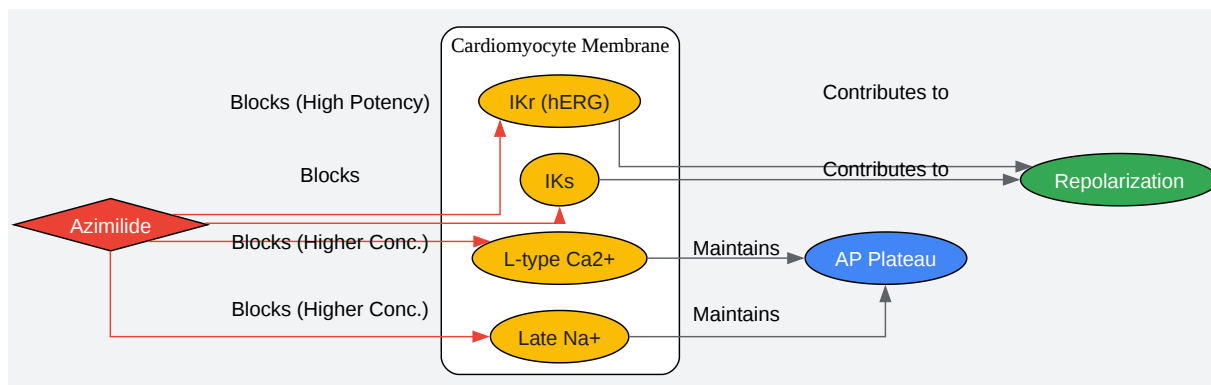 Cardiomyocyte Membrane
Blocks (High Potency)
IKr (hERG)
Contributes to
Blocks
IKs
Contributes to
Repolarization
Azimilide
Blocks (Higher Conc.)
L-type Ca2+
Maintains
AP Plateau
Blocks (Higher Conc.)
Late Na+
Maintains